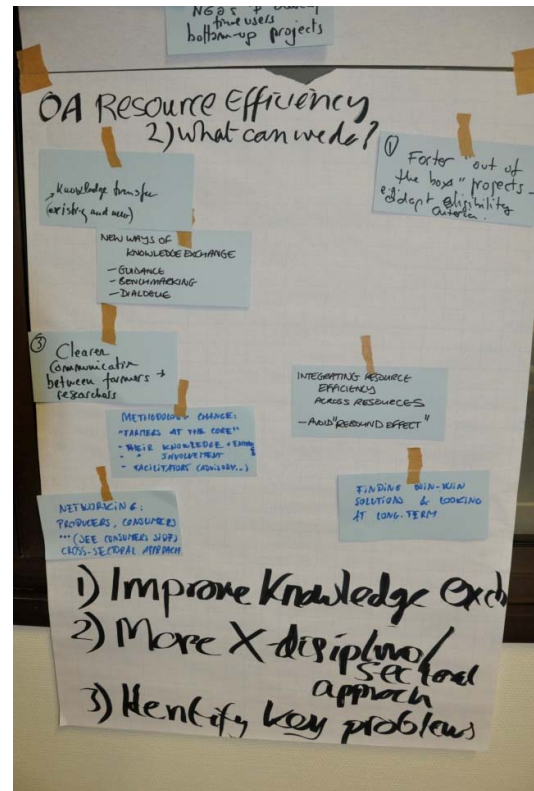 NGOs +
time users
bottom-up projects
OA Resource Efficiency
2) What can we do?
① Foster "out of
the boxs" projects -
adapt eligibility
criteria.
Knowledge transfer
(existing and new)
NEW WAYS OF
KNOWLEDGE EXCHANGE
- GUIDANCE
- BENCHMARKING
- DIALOGUE
③ Clearer
Communication
between farmers →
researchers
INTEGRATING RESOURCE
EFFICIENCY
ACROSS RESOURCES
- AVOID "REBOUND EFFECT"
METHODOLOGY CHANGE:
"FARMERS AT THE CORE"
- THEIR KNOWLEDGE
- " INVOLVEMENT
- FACILITATORS (ADVISORY...)
FINDING WIN-WIN
SOLUTIONS & LOOKING
AT LONG-TERM
NETWORKING:
PRODUCERS, CONSUMERS
... (SEE CONSUMERS SIDE)
CROSS-SECTORAL APPROACH
1) Improve Knowledge Exch
2) More X-disiplino/
sectoral
approach
3) Identify key problems